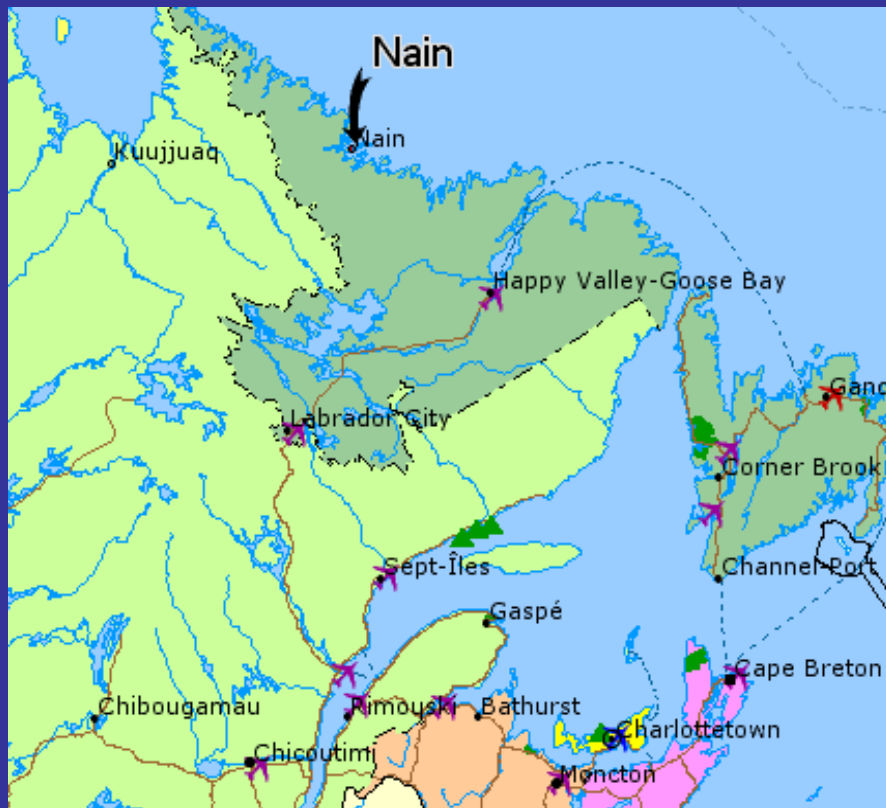 Nain
Nain
Kuujjuaq
Happy Valley-Goose Bay
Gand
Labrador City
Corner Brook
Sept-Îles
Channel-Port
Gaspé
Cape Breton
Chibougamau
Rimouski
Bathurst
Charlottetown
Chicoutimi
Moncton